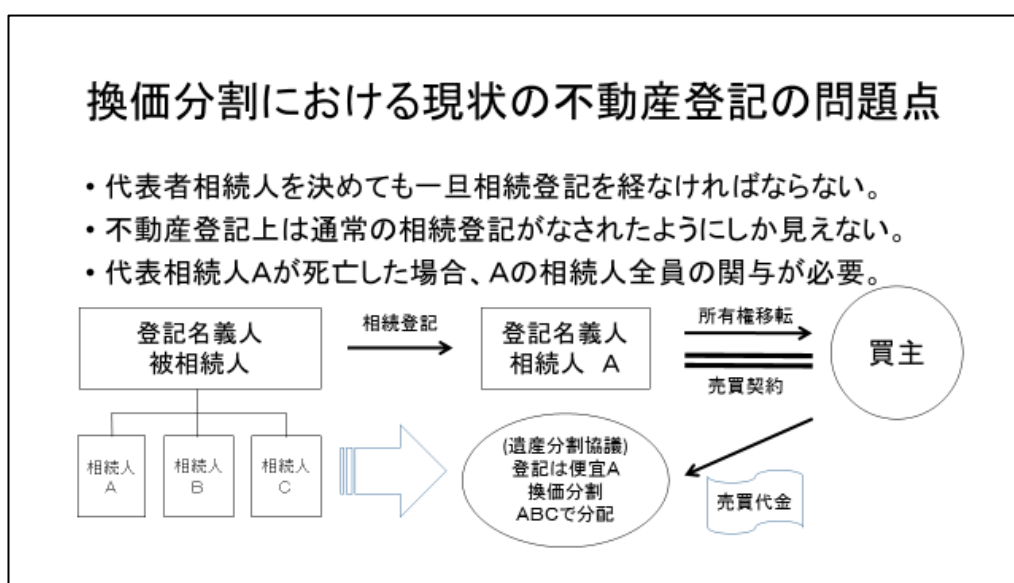 換価分割における現状の不動産登記の問題点
• 代表者相続人を決めても一旦相続登記を経なければならない。
• 不動産登記上は通常の相続登記がなされたようにしか見えない。
• 代表相続人Aが死亡した場合、Aの相続人全員の関与が必要。
登記名義人
被相続人
相続登記
登記名義人
相続人 A
所有権移転
売買契約
買主
相続人
A
相続人
B
相続人
C
(遺産分割協議)
登記は便宜A
換価分割
ABCで分配
売買代金